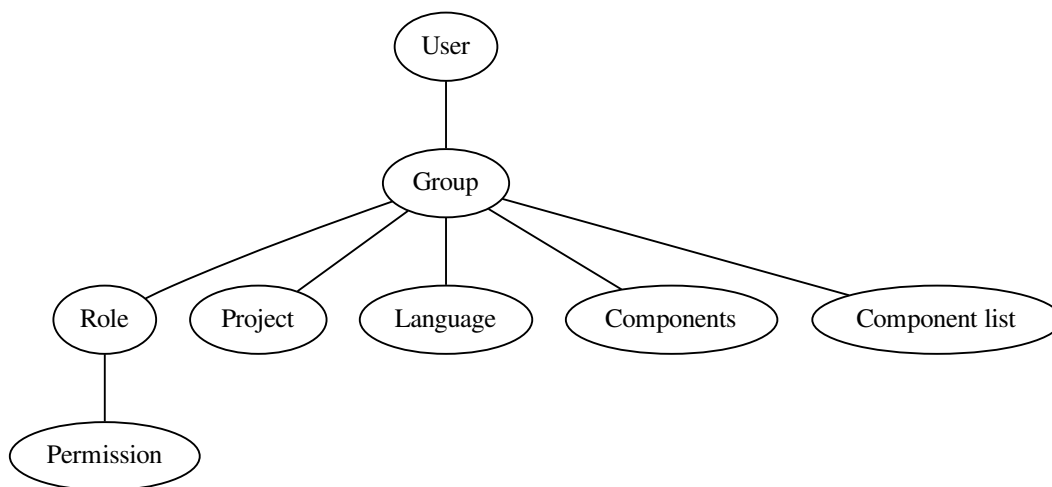 User
Group
Role
Project
Language
Components
Component list
Permission